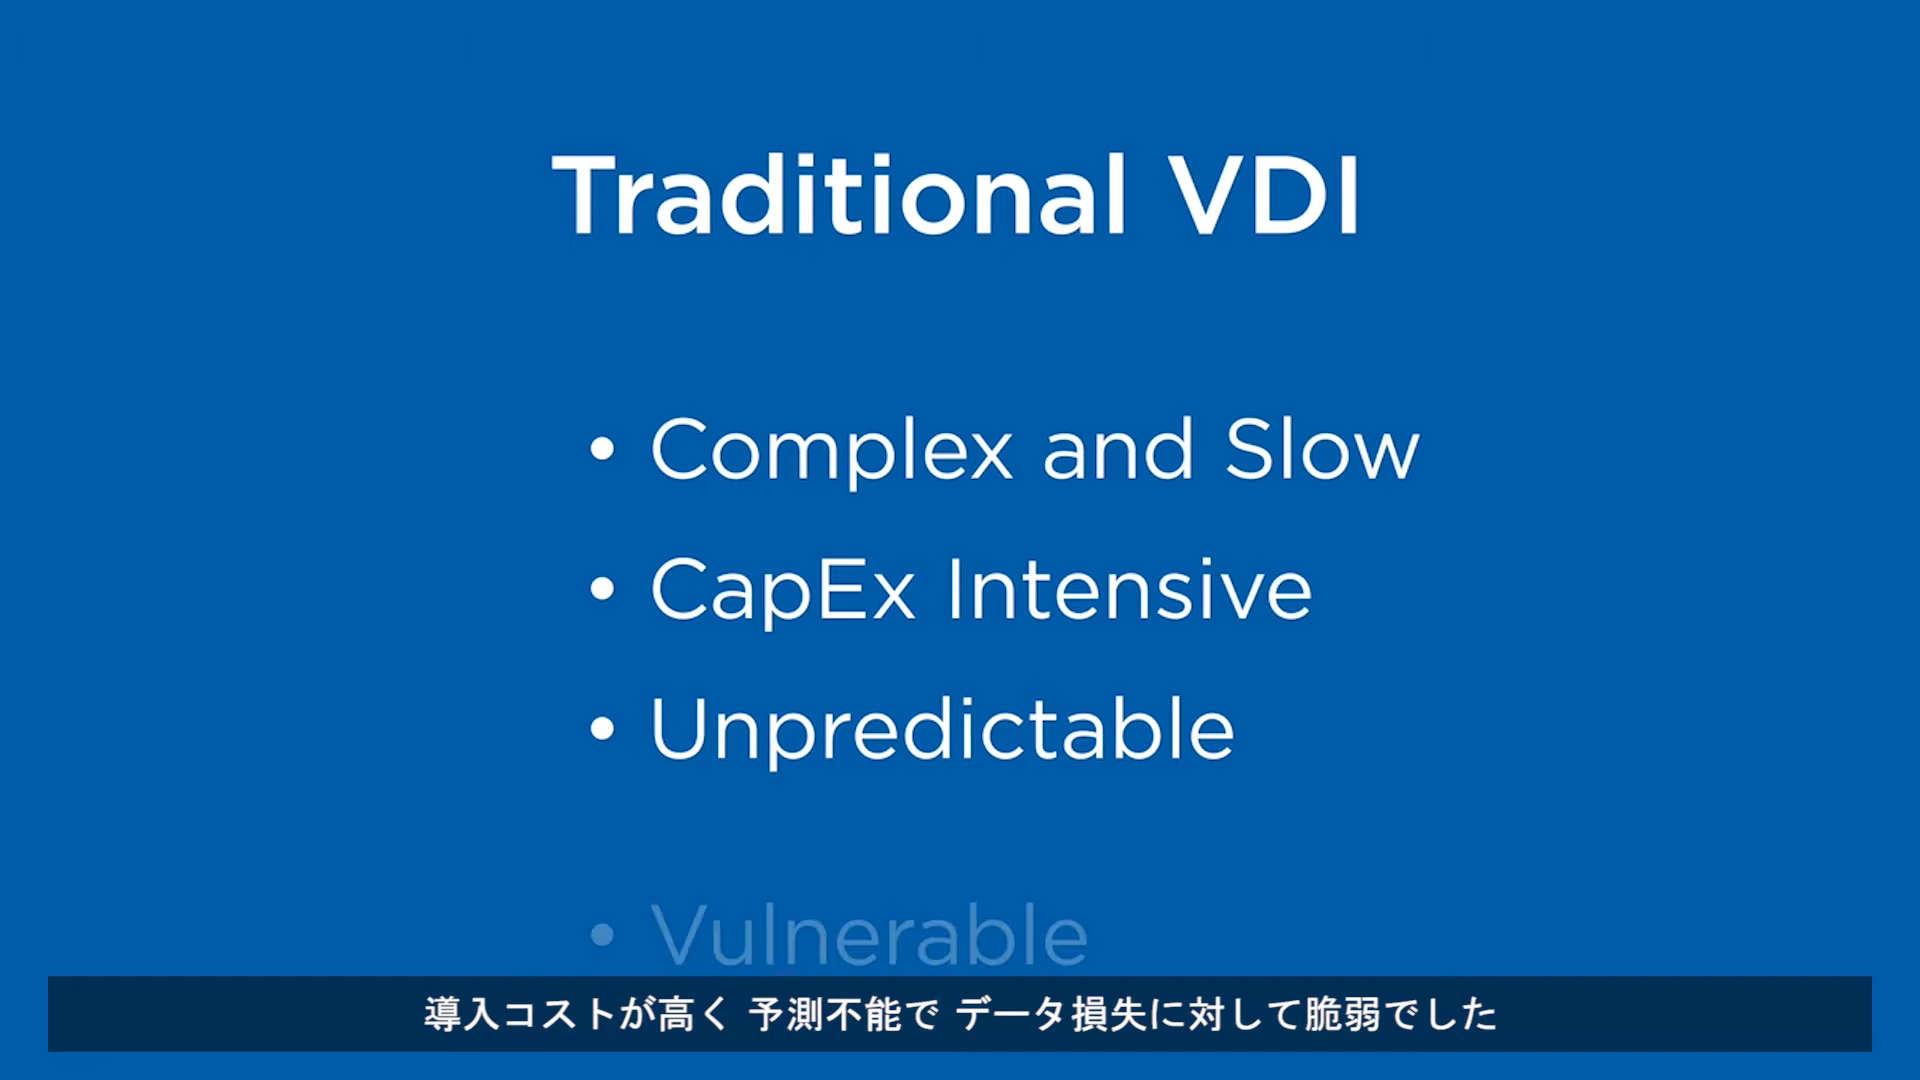 Traditional VDI
• Complex and Slow
• CapEx Intensive
• Unpredictable
• Vulnerable
導入コストが高く 予測不能で データ損失に対して脆弱でした